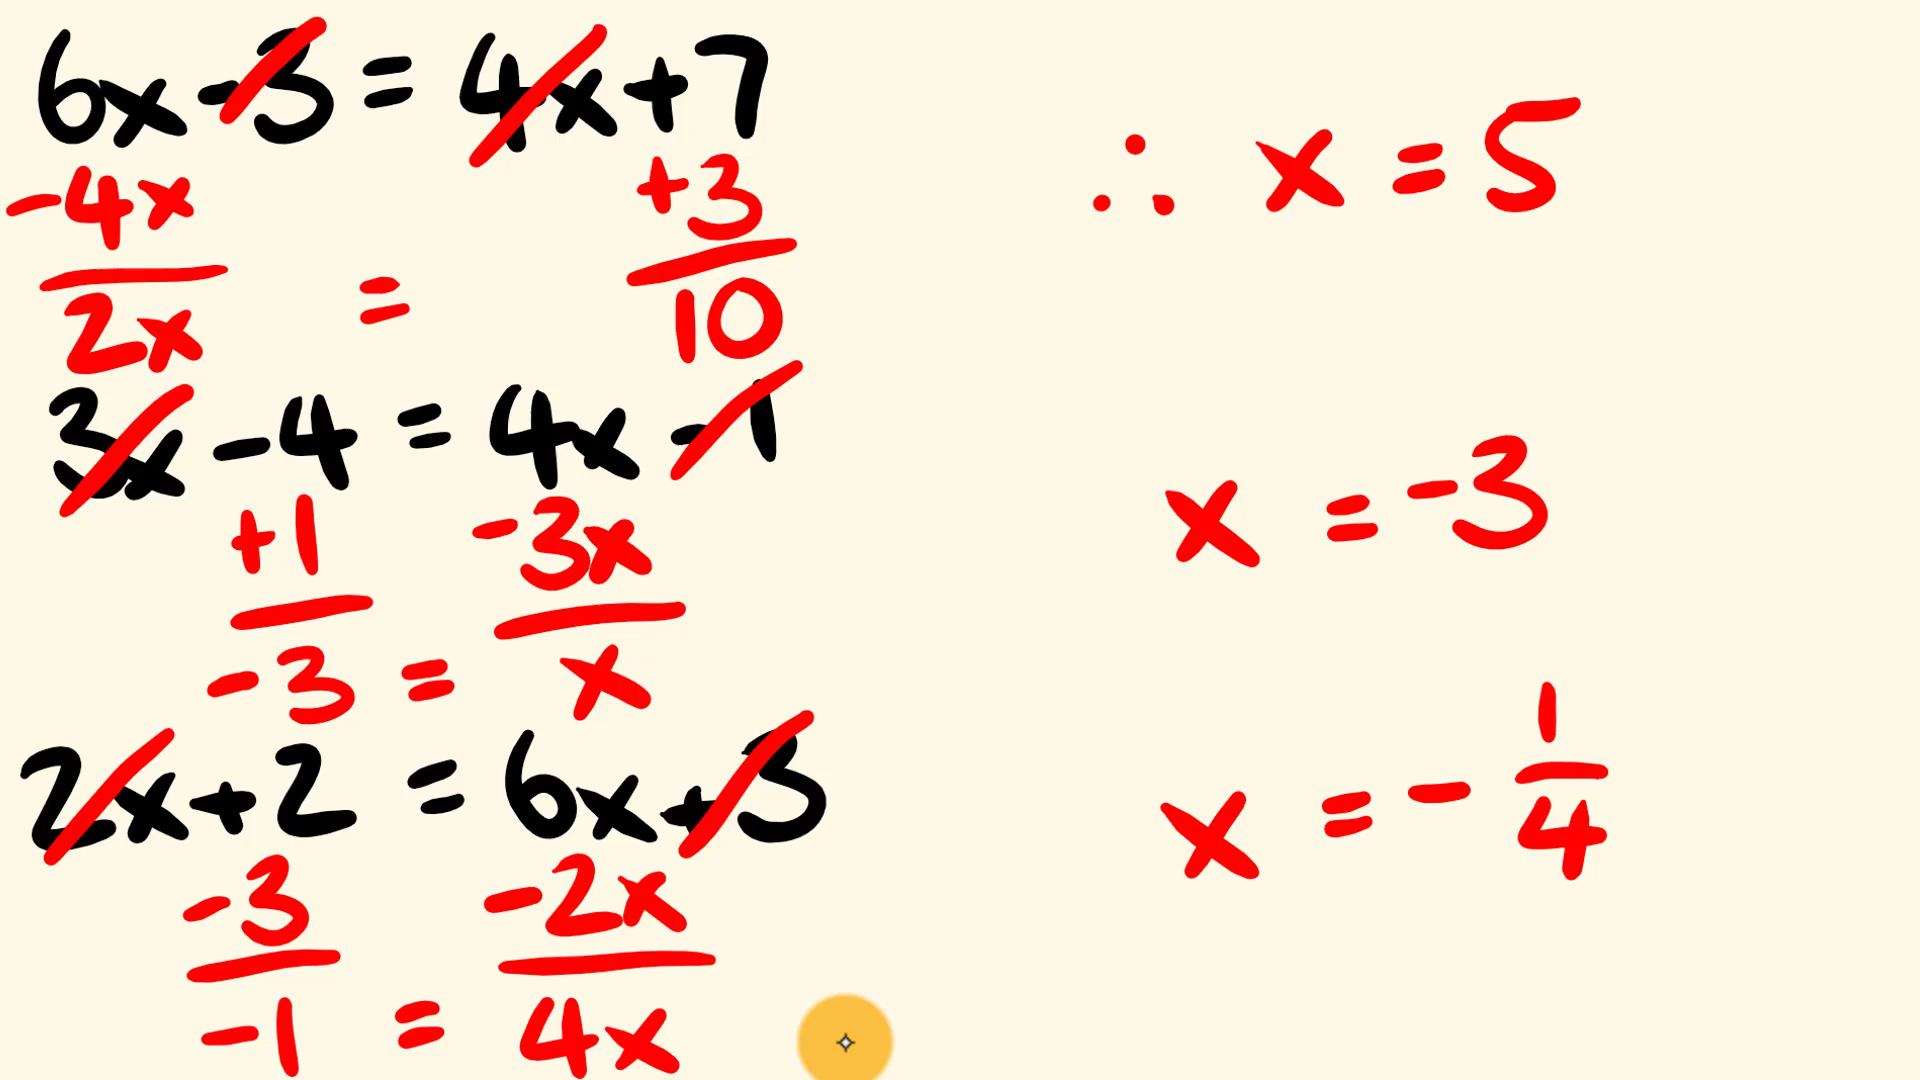 6x - 3 = 4x + 7
- 4x + 3
2x = 10
∴ x = 5
3x - 4 = 4x - 1
+ 1 - 3x
- 3 = x
x = - 3
2x + 2 = 6x + 3
- 3 - 2x
- 1 = 4x
x = - 1/4